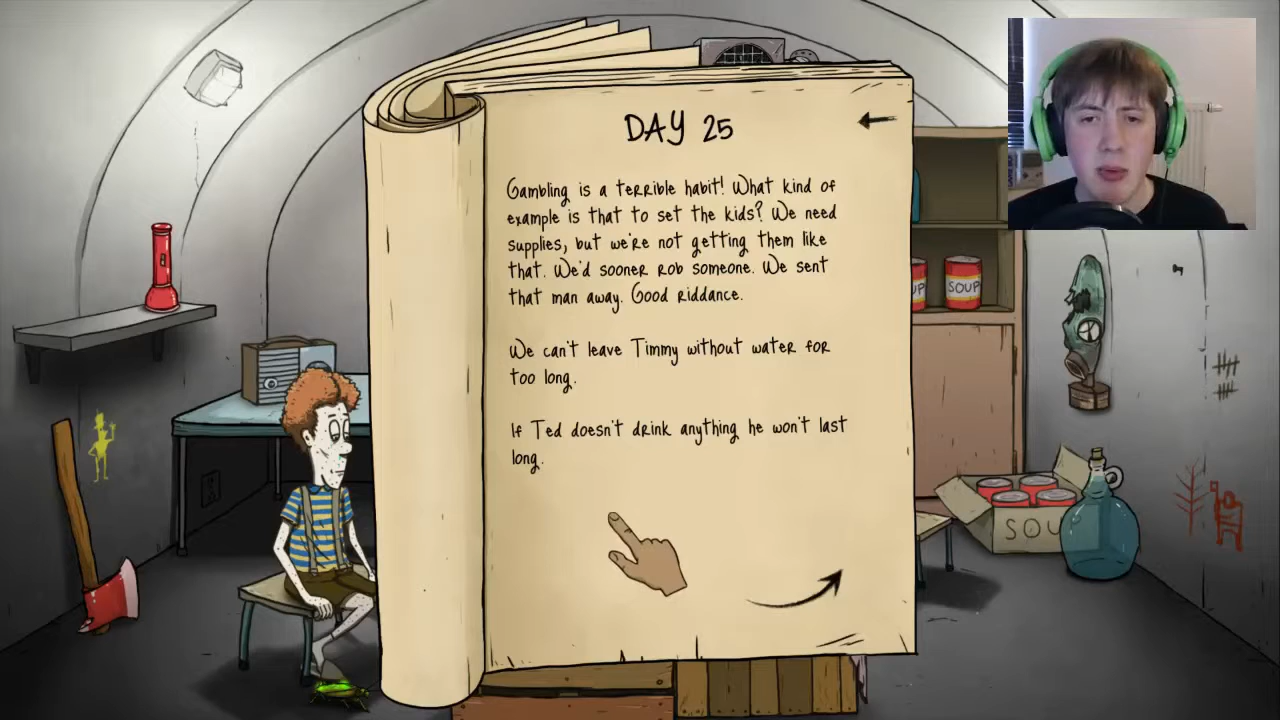 DAY 25
Gambling is a terrible habit! What kind of
example is that to set the kids? We need
supplies, but we're not getting them like
that. We'd sooner rob someone. We sent
that man away. Good riddance.
We can't leave Timmy without water for
too long.
If Ted doesn't drink anything he won't last
long.
UP
SOUP
SOU